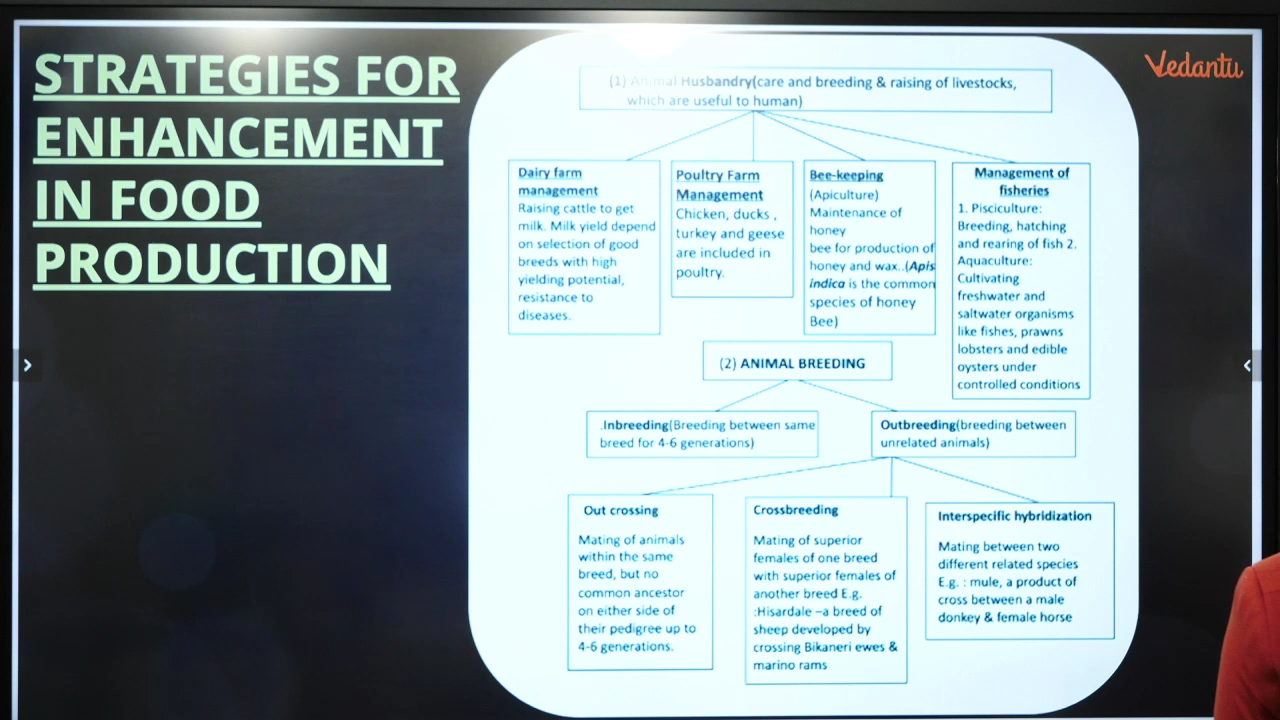 STRATEGIES FOR
ENHANCEMENT
IN FOOD
PRODUCTION
Vedantu
(1) Animal Husbandry(care and breeding & raising of livestocks,
which are useful to human)
Dairy farm
management
Raising cattle to get
milk. Milk yield depend
on selection of good
breeds with high
yielding potential,
resistance to
diseases.
Poultry Farm
Management
Chicken, ducks ,
turkey and geese
are included in
poultry.
Bee-keeping
(Apiculture)
Maintenance of
honey
bee for production of
honey and wax..(Apis
indica is the common
species of honey
Bee)
Management of
fisheries
1. Pisciculture:
Breeding, hatching
and rearing of fish 2.
Aquaculture:
Cultivating
freshwater and
saltwater organisms
like fishes, prawns
lobsters and edible
oysters under
controlled conditions
(2) ANIMAL BREEDING
.Inbreeding(Breeding between same
breed for 4-6 generations)
Outbreeding(breeding between
unrelated animals)
Out crossing
Mating of animals
within the same
breed, but no
common ancestor
on either side of
their pedigree up to
4-6 generations.
Crossbreeding
Mating of superior
females of one breed
with superior females of
another breed E.g.
:Hisardale –a breed of
sheep developed by
crossing Bikaneri ewes &
marino rams
Interspecific hybridization
Mating between two
different related species
E.g. : mule, a product of
cross between a male
donkey & female horse